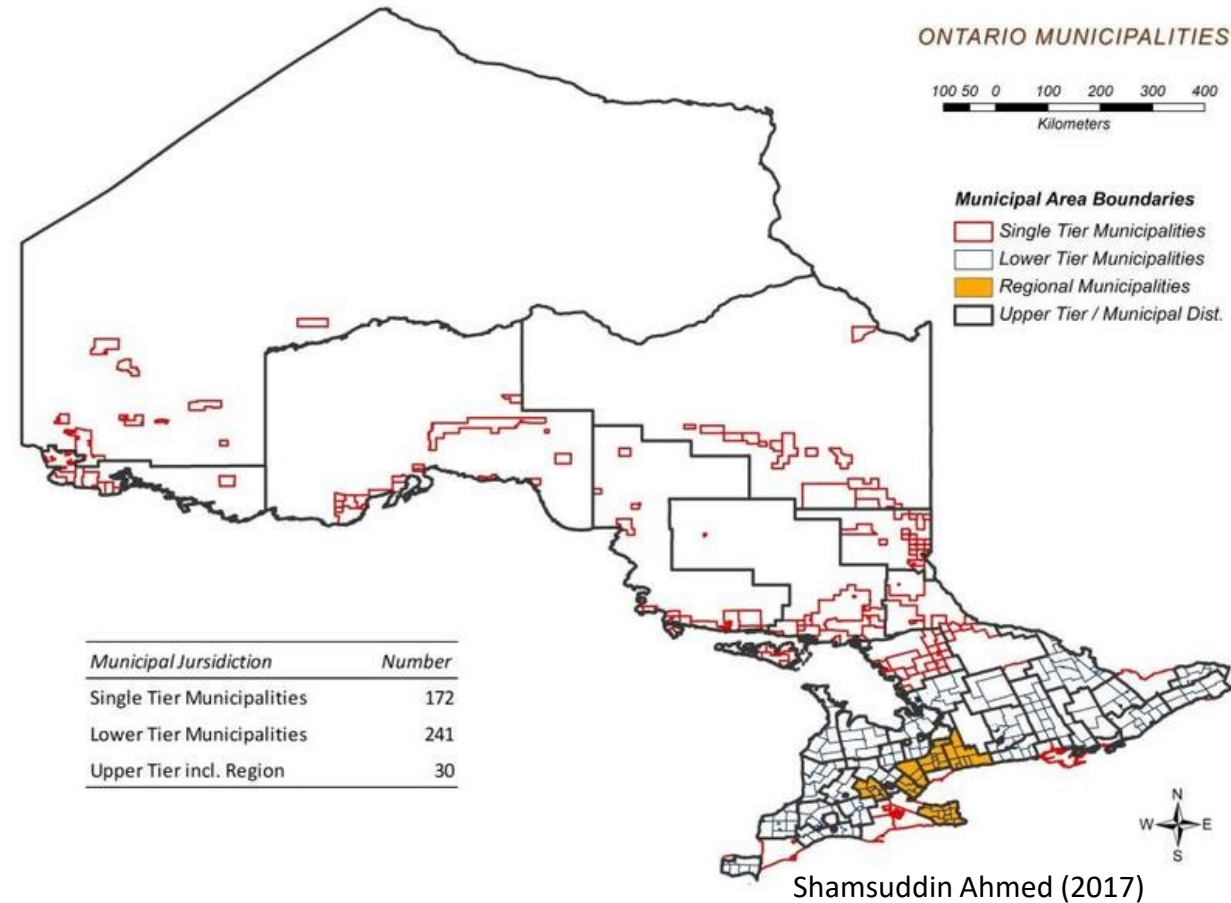 ONTARIO MUNICIPALITIES
100 50 0 100 200 300 400
Kilometers
Municipal Area Boundaries
Single Tier Municipalities
Lower Tier Municipalities
Regional Municipalities
Upper Tier / Municipal Dist.
Municipal Jursidiction Number
Single Tier Municipalities 172
Lower Tier Municipalities 241
Upper Tier incl. Region 30
N
W E
S
Shamsuddin Ahmed (2017)